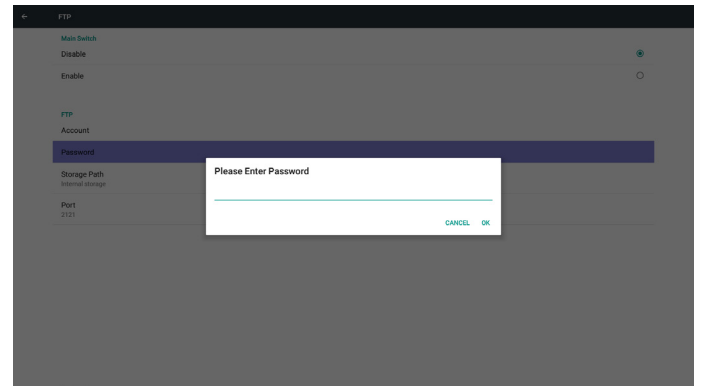 FTP
Main Switch
Disable
Enable
FTP
Account
Password
Storage Path
Internal storage
Port
2121
Please Enter Password
CANCEL OK